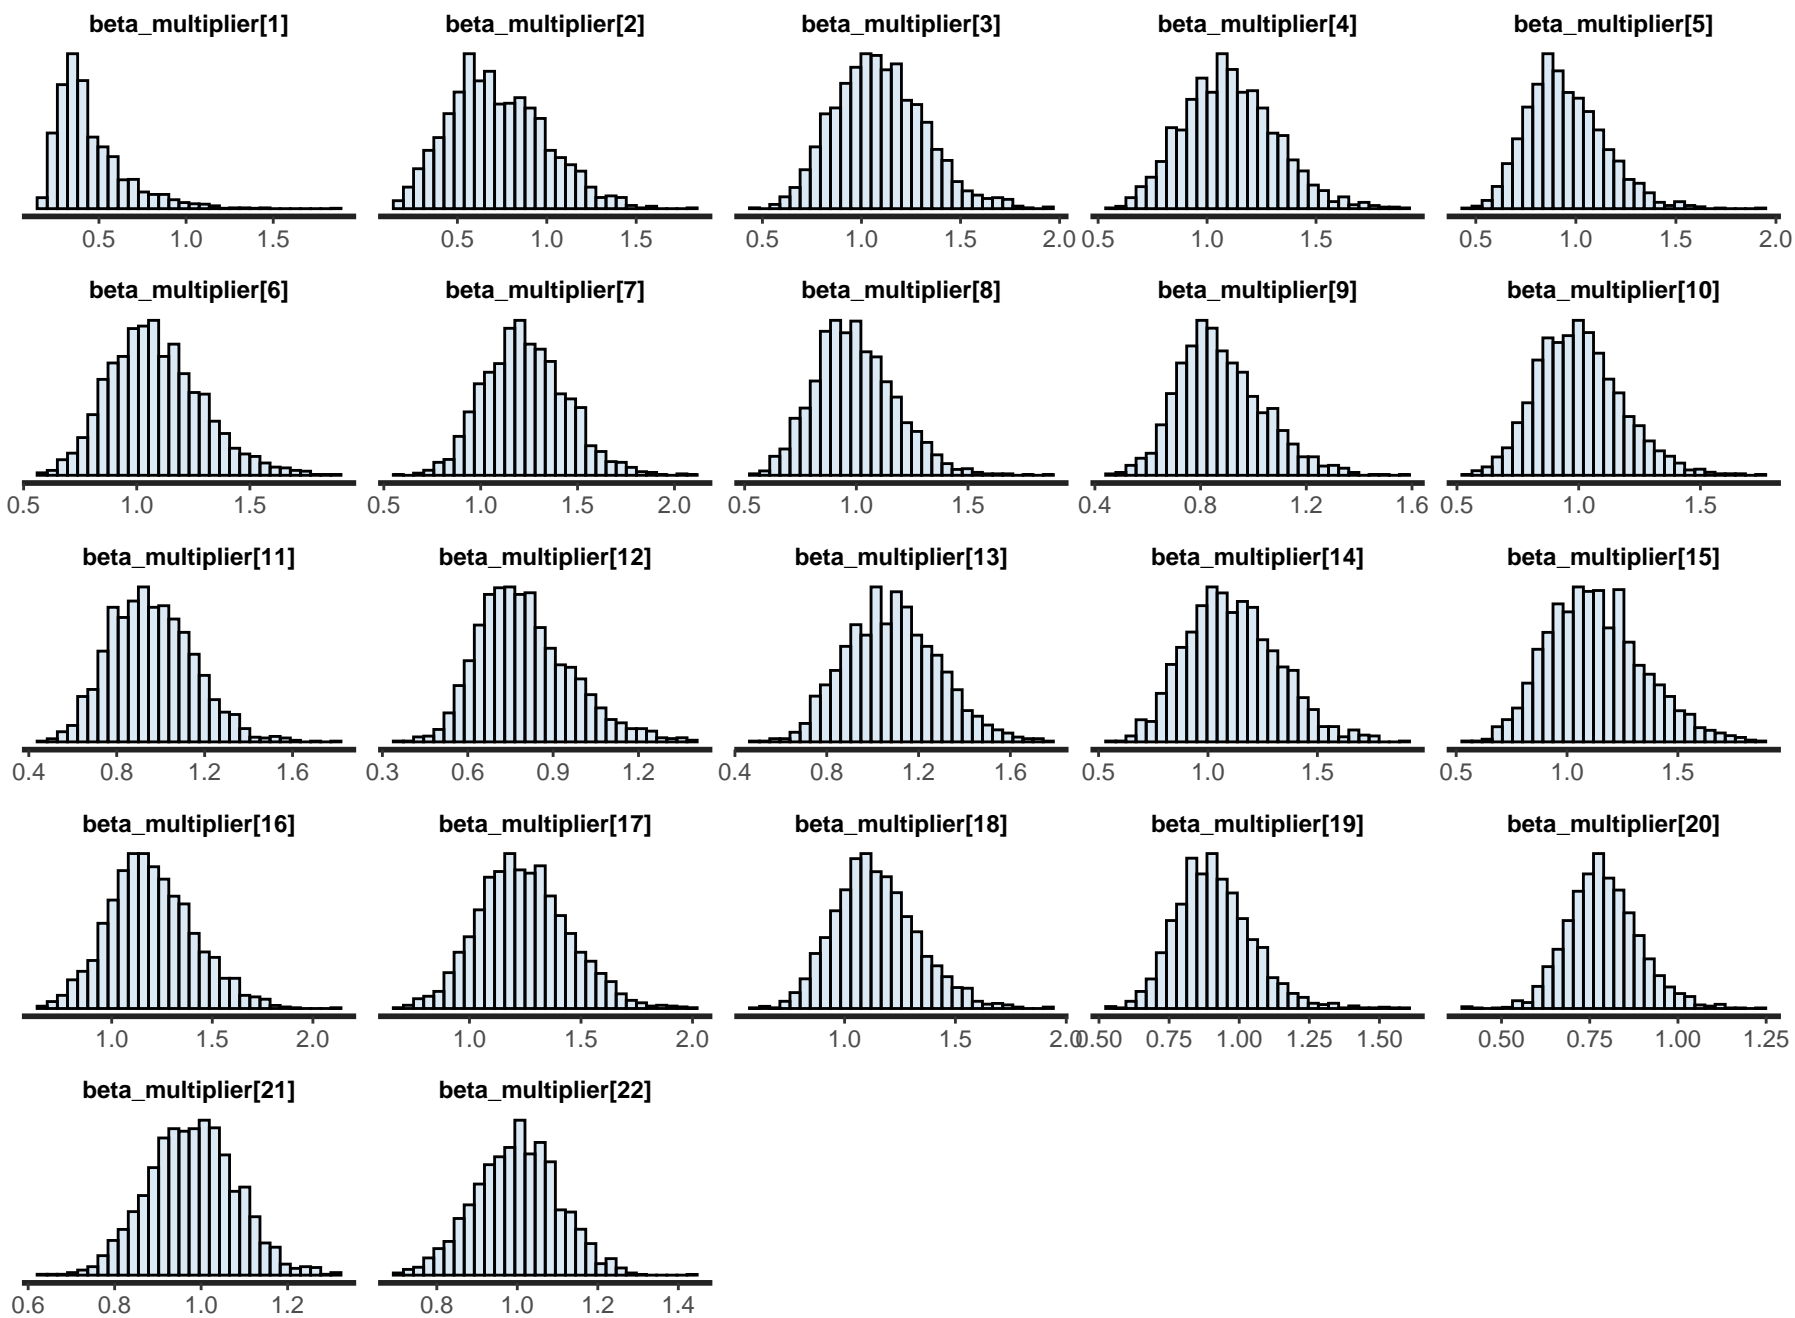 beta_multiplier[1] beta_multiplier[2] beta_multiplier[3] beta_multiplier[4] beta_multiplier[5]
0.5 1.0 1.5 0.5 1.0 1.5 0.5 1.0 1.5 2.0 0.5 1.0 1.5 0.5 1.0 1.5 2.0
beta_multiplier[6] beta_multiplier[7] beta_multiplier[8] beta_multiplier[9] beta_multiplier[10]
0.5 1.0 1.5 0.5 1.0 1.5 2.0 0.5 1.0 1.5 0.4 0.8 1.2 1.6 0.5 1.0 1.5
beta_multiplier[11] beta_multiplier[12] beta_multiplier[13] beta_multiplier[14] beta_multiplier[15]
0.4 0.8 1.2 1.6 0.3 0.6 0.9 1.2 0.4 0.8 1.2 1.6 0.5 1.0 1.5 0.5 1.0 1.5
beta_multiplier[16] beta_multiplier[17] beta_multiplier[18] beta_multiplier[19] beta_multiplier[20]
1.0 1.5 2.0 1.0 1.5 2.0 1.0 1.5 2.0 0.50 0.75 1.00 1.25 1.50 0.50 0.75 1.00 1.25
beta_multiplier[21] beta_multiplier[22]
0.6 0.8 1.0 1.2 0.8 1.0 1.2 1.4